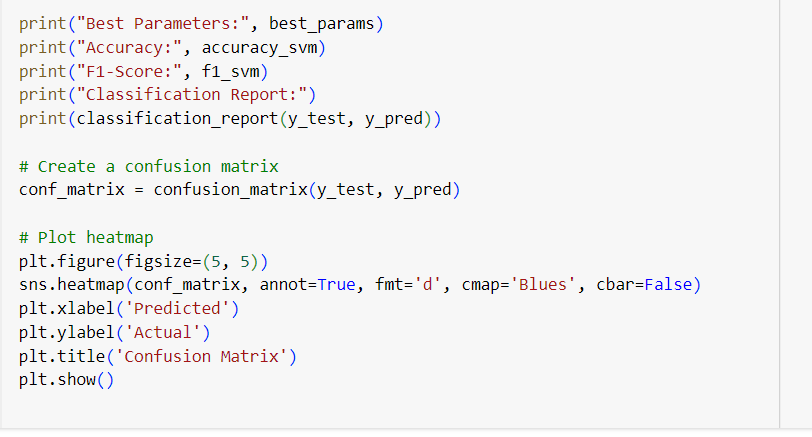 print("Best Parameters:", best_params)
print("Accuracy:", accuracy_svm)
print("F1-Score:", f1_svm)
print("Classification Report:")
print(classification_report(y_test, y_pred))
# Create a confusion matrix
conf_matrix = confusion_matrix(y_test, y_pred)
# Plot heatmap
plt.figure(figsize=(5, 5))
sns.heatmap(conf_matrix, annot=True, fmt='d', cmap='Blues', cbar=False)
plt.xlabel('Predicted')
plt.ylabel('Actual')
plt.title('Confusion Matrix')
plt.show()